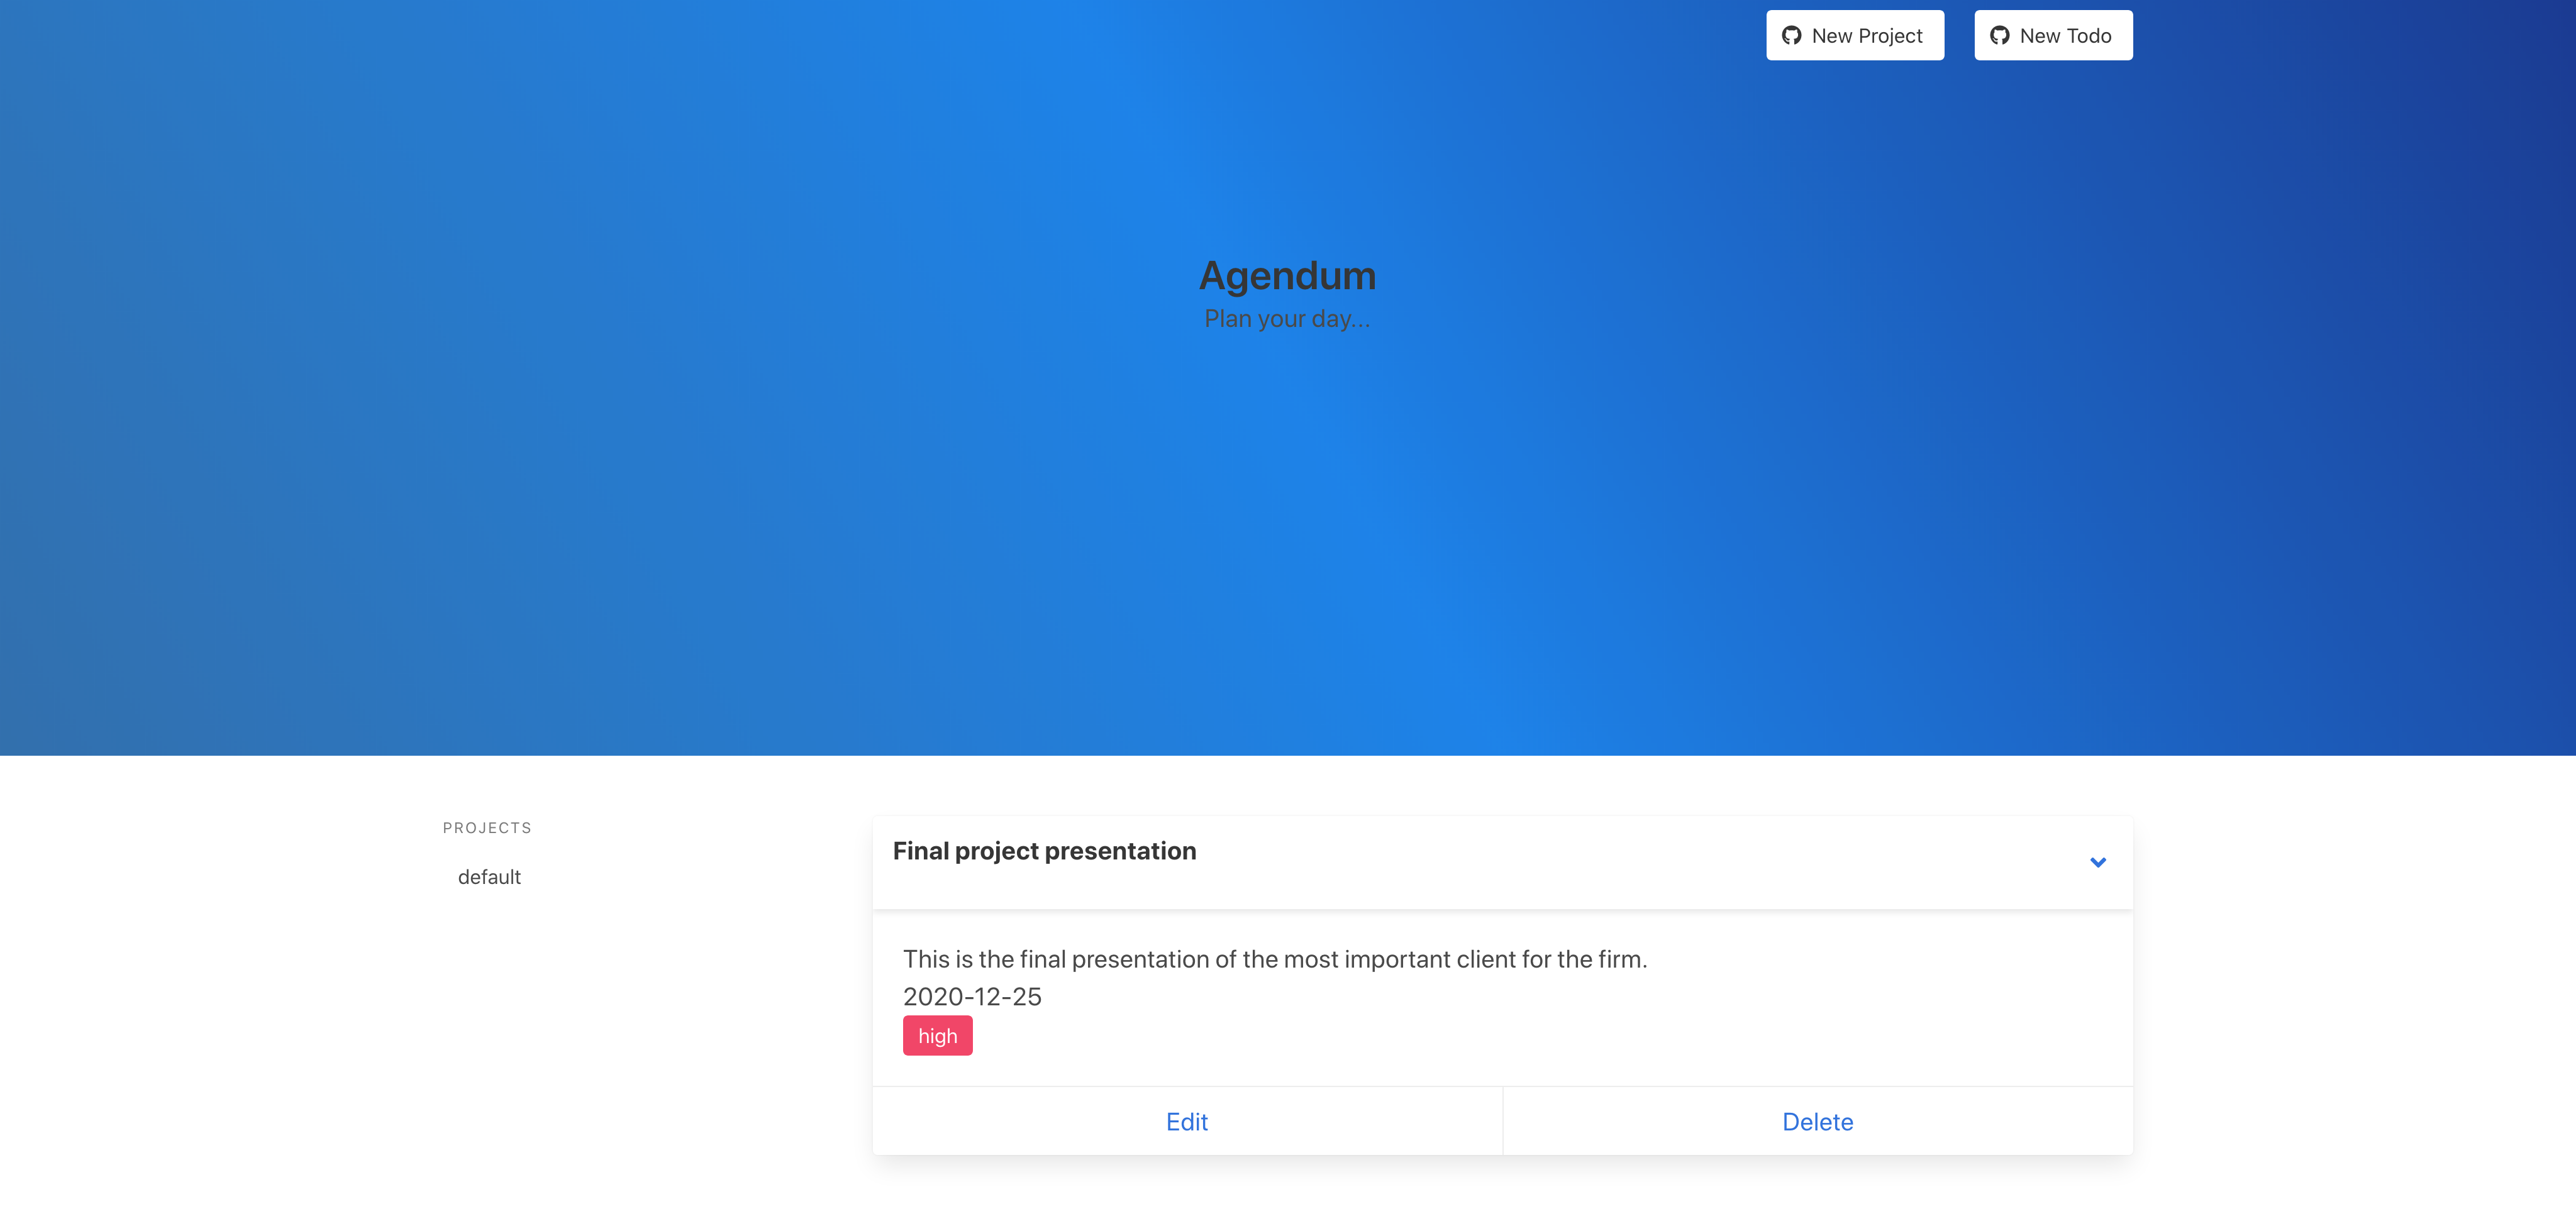 New Project
New Todo
Agendum
Plan your day...
PROJECTS
default
Final project presentation
This is the final presentation of the most important client for the firm.
2020-12-25
high
Edit
Delete